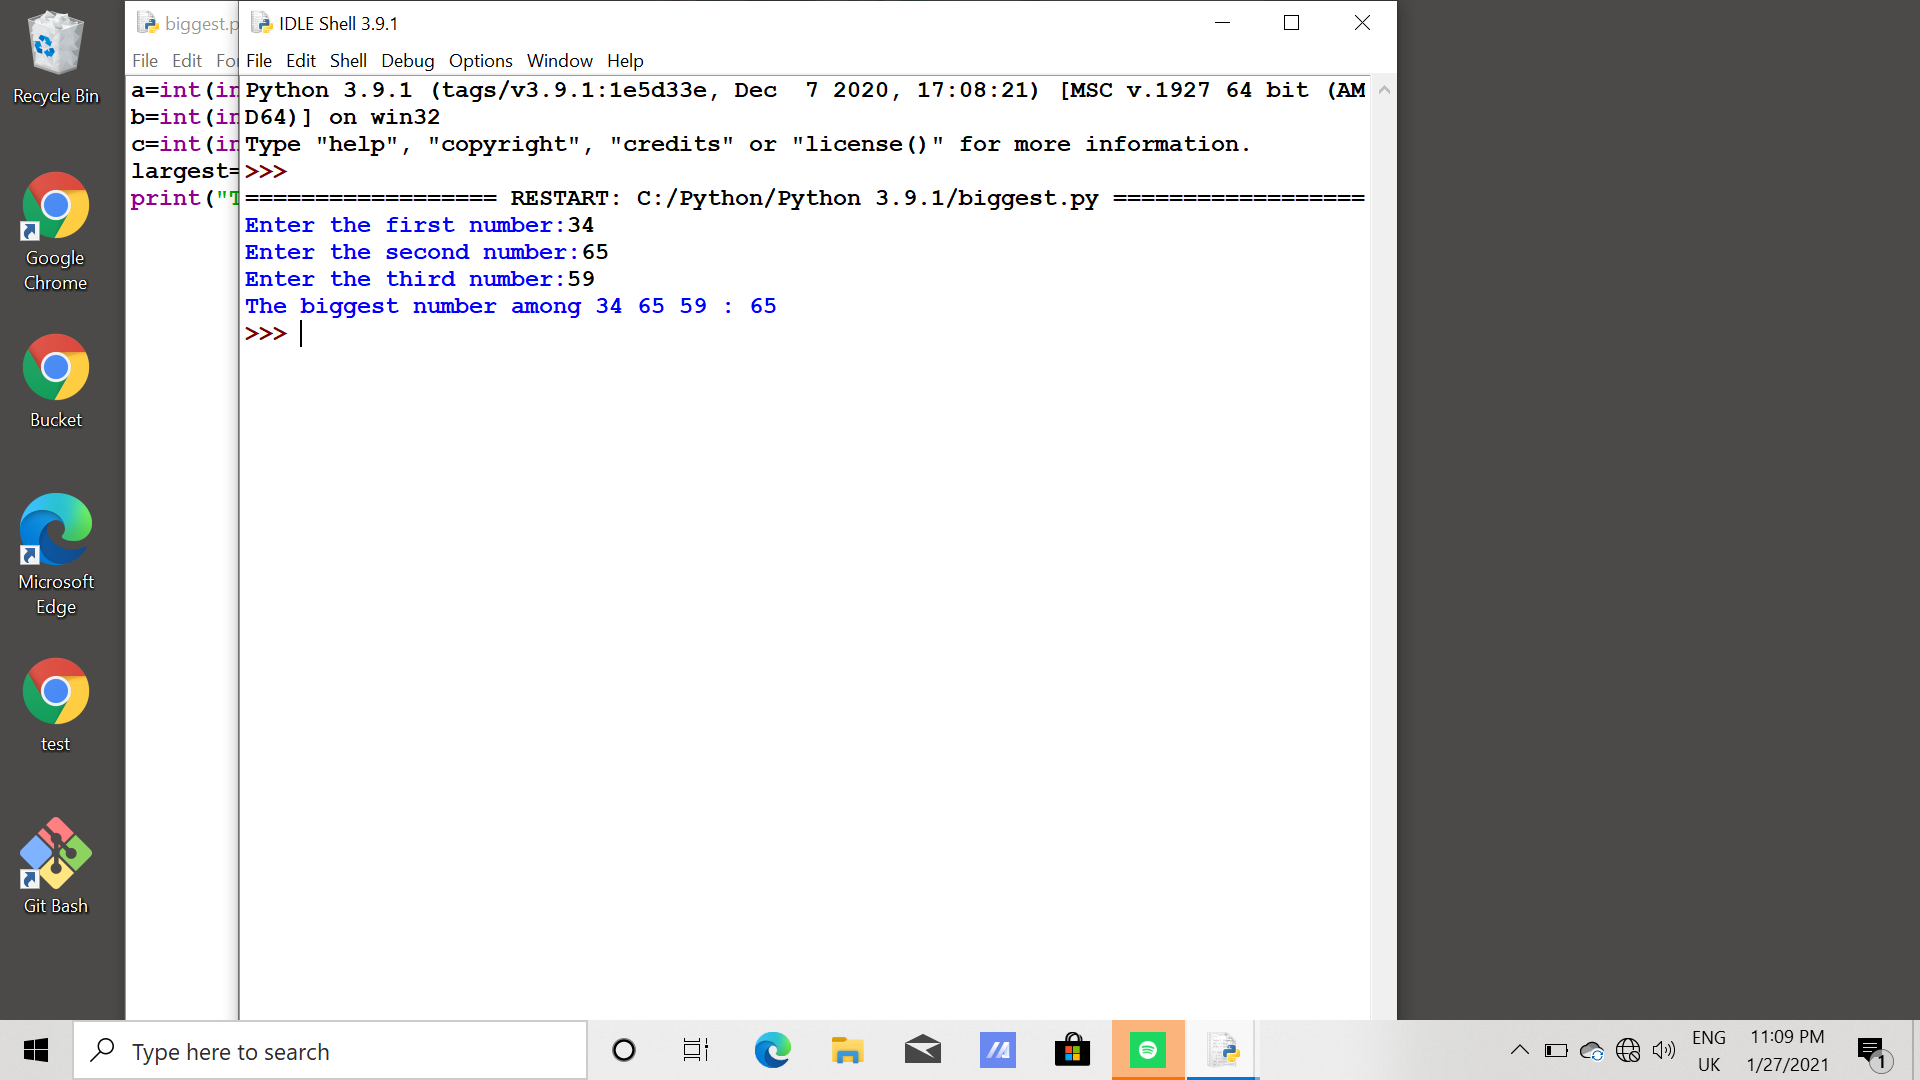 Recycle Bin
Google
Chrome
Bucket
Microsoft
Edge
test
Git Bash
biggest.p
File Edit For
a=int(in
b=int(in
c=int(in
largest=
print("T
IDLE Shell 3.9.1
File Edit Shell Debug Options Window Help
Python 3.9.1 (tags/v3.9.1:1e5d33e, Dec  7 2020, 17:08:21) [MSC v.1927 64 bit (AM
D64)] on win32
Type "help", "copyright", "credits" or "license()" for more information.
>>>
================== RESTART: C:/Python/Python 3.9.1/biggest.py ==================
Enter the first number:34
Enter the second number:65
Enter the third number:59
The biggest number among 34 65 59 : 65
>>>
Type here to search
ENG
UK
11:09 PM
1/27/2021
1